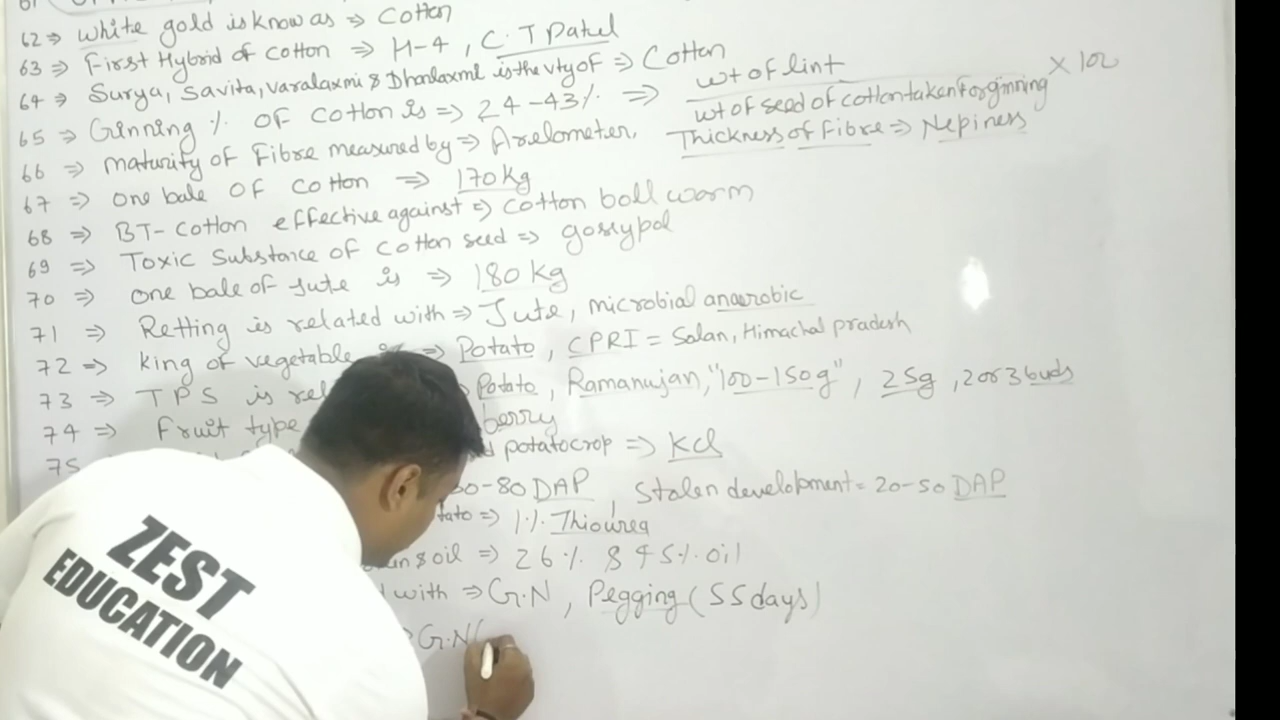 62 ⇒ white gold is know as ⇒ Cotton
63 ⇒ First Hybrid of cotton ⇒ H-4, C.T Patel
64 ⇒ Surya, Savita, varalaxmi & Dhanlaxmi is the vty of ⇒ Cotton
65 ⇒ Ginning % of cotton is ⇒ 24-43% ⇒ wt of lint / wt of seed of cotton taken for ginning × 100
66 ⇒ maturity of Fibre measured by ⇒ Arelometer, Thickness of Fibre ⇒ Nepiness
67 ⇒ one bale of cotton ⇒ 170 kg
68 ⇒ BT-cotton effective against ⇒ cotton boll worm
69 ⇒ Toxic Substance of cotton seed ⇒ gossypol
70 ⇒ one bale of Jute is ⇒ 180 kg
71 ⇒ Retting is related with ⇒ Jute, microbial anaerobic
72 ⇒ king of vegetable is ⇒ Potato, CPRI = Solan, Himachal pradesh
73 ⇒ TPS is ⇒ Potato, Ramanujan, "100-150g", 25g, 2 or 3 buds
74 ⇒ Fruit type berry
75 potato crop ⇒ KCl
-80 DAP, Stolen development = 20-50 DAP
⇒ 1% Thiourea
& oil ⇒ 26% & 45% oil
with ⇒ G.N, Pegging (55 days)
G.N(
ZEST
EDUCATION